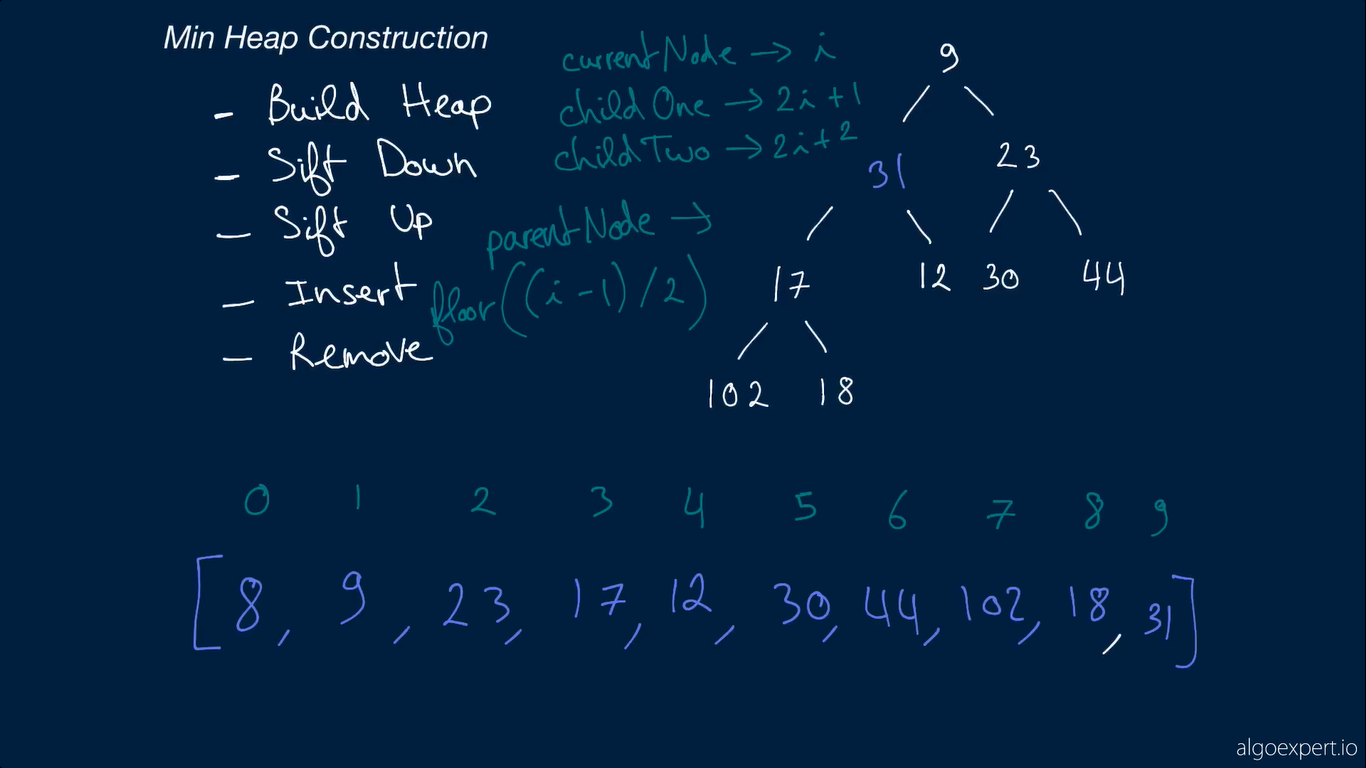 Min Heap Construction
- Build Heap
- Sift Down
- Sift Up
- Insert
- Remove
currentNode → i
childOne → 2i+1
childTwo → 2i+2
parentNode →
floor((i-1)/2)
9
31 23
17 12 30 44
102 18
0 1 2 3 4 5 6 7 8 9
[8, 9, 23, 17, 12, 30, 44, 102, 18, 31]
algoexpert.io